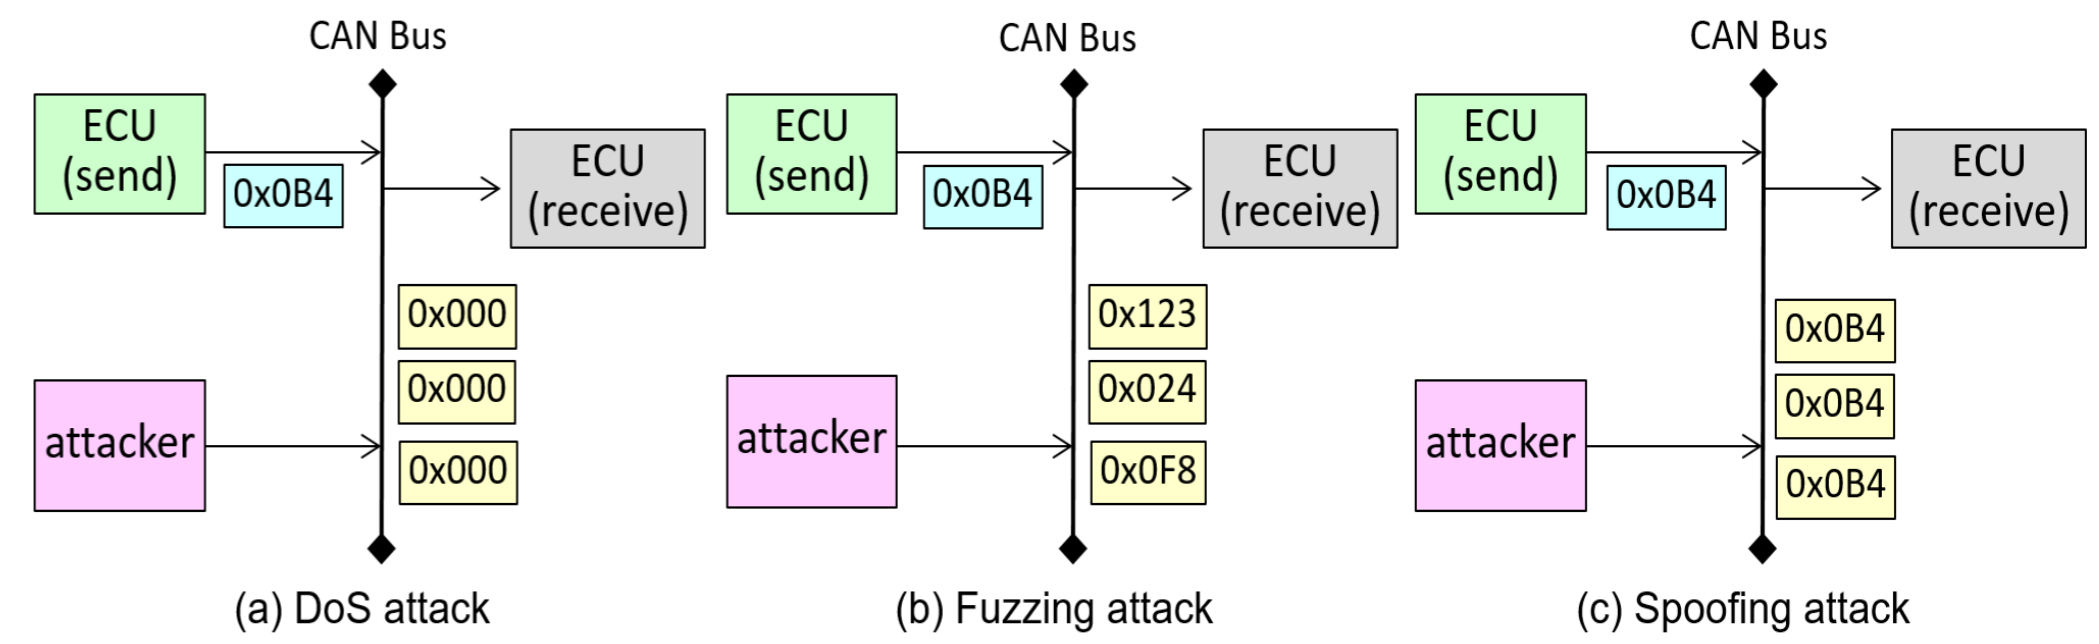 CAN Bus
ECU
(send)
0x0B4
ECU
(receive)
0x000
0x000
0x000
attacker
(a) DoS attack
CAN Bus
ECU
(send)
0x0B4
ECU
(receive)
0x123
0x024
0x0F8
attacker
(b) Fuzzing attack
CAN Bus
ECU
(send)
0x0B4
ECU
(receive)
0x0B4
0x0B4
0x0B4
attacker
(c) Spoofing attack